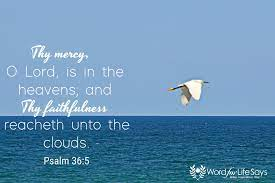 Thy mercy,
O Lord, is in the
heavens; and
Thy faithfulness
reacheth unto the
clouds.
Psalm 36:5
Word for Life Says